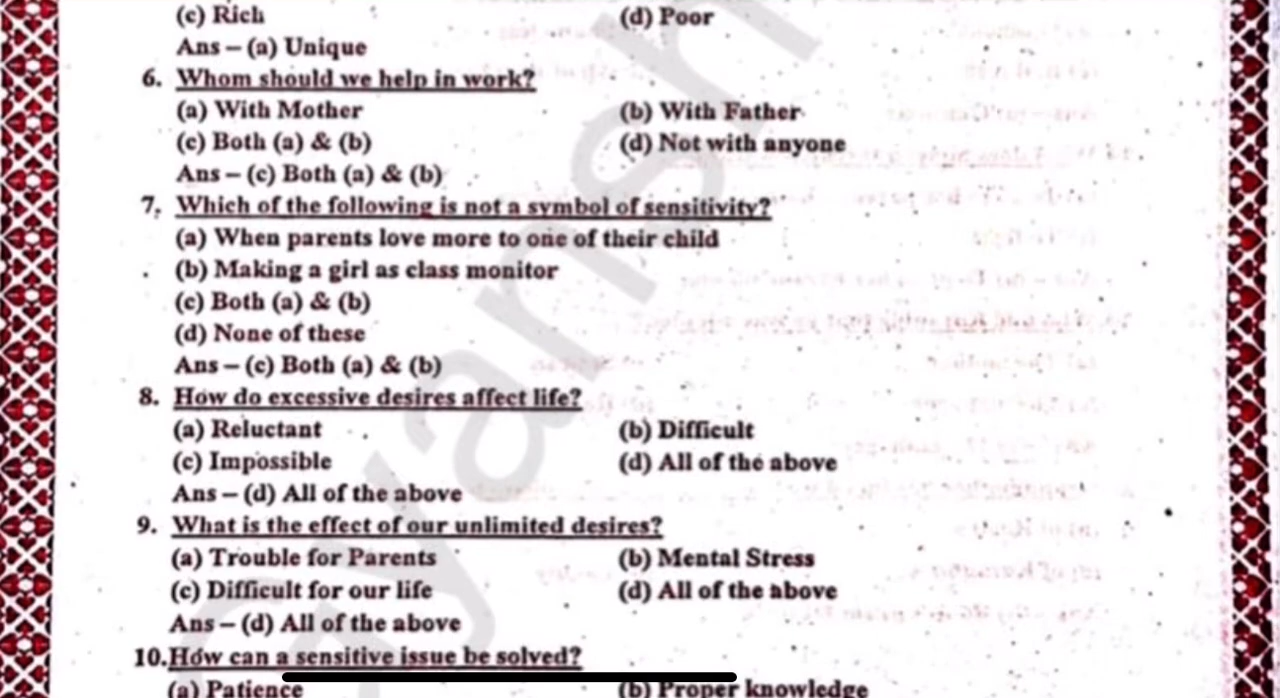 (c) Rich (d) Poor
Ans – (a) Unique
6. Whom should we help in work?
(a) With Mother (b) With Father
(c) Both (a) & (b) (d) Not with anyone
Ans – (c) Both (a) & (b)
7. Which of the following is not a symbol of sensitivity?
(a) When parents love more to one of their child
(b) Making a girl as class monitor
(c) Both (a) & (b)
(d) None of these
Ans – (c) Both (a) & (b)
8. How do excessive desires affect life?
(a) Reluctant (b) Difficult
(c) Impossible (d) All of the above
Ans – (d) All of the above
9. What is the effect of our unlimited desires?
(a) Trouble for Parents (b) Mental Stress
(c) Difficult for our life (d) All of the above
Ans – (d) All of the above
10. How can a sensitive issue be solved?
(a) Patience (b) Proper knowledge
Gyansh